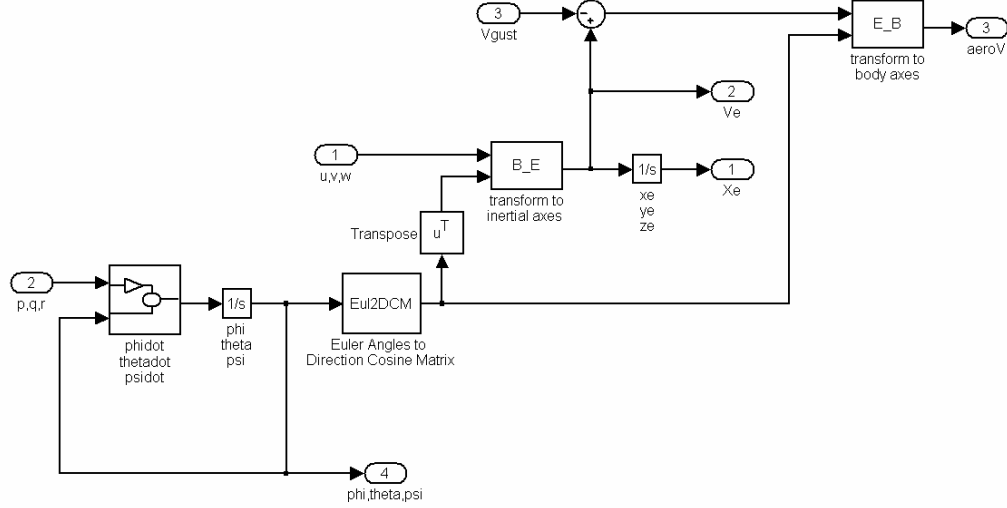 3
Vgust
-
+
E_B
transform to
body axes
3
aeroV
2
Ve
1
u,v,w
B_E
transform to
inertial axes
1/s
xe
ye
ze
1
Xe
Transpose
uT
2
p,q,r
phidot
thetadot
psidot
1/s
phi
theta
psi
Eul2DCM
Euler Angles to
Direction Cosine Matrix
4
phi,theta,psi